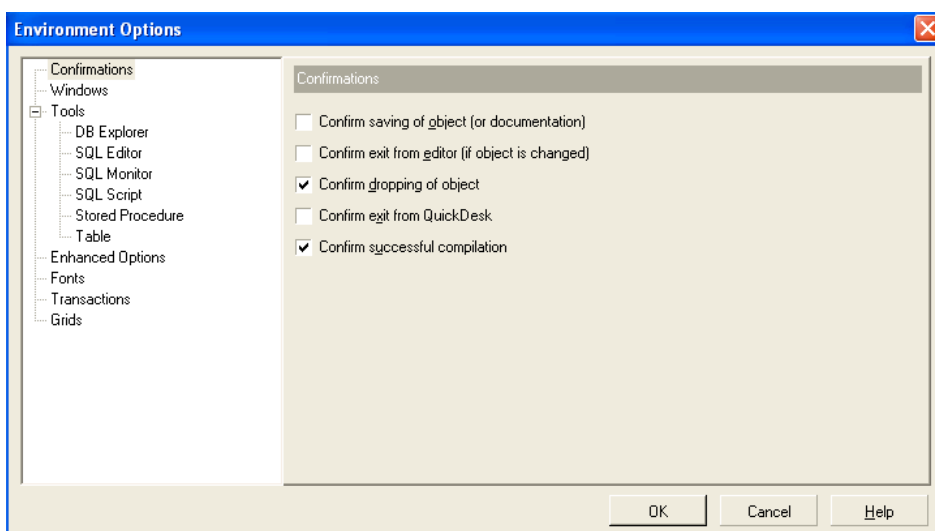 Environment Options
Confirmations
Windows
Tools
DB Explorer
SQL Editor
SQL Monitor
SQL Script
Stored Procedure
Table
Enhanced Options
Fonts
Transactions
Grids
Confirmations
Confirm saving of object (or documentation)
Confirm exit from editor (if object is changed)
Confirm dropping of object
Confirm exit from QuickDesk
Confirm successful compilation
OK
Cancel
Help